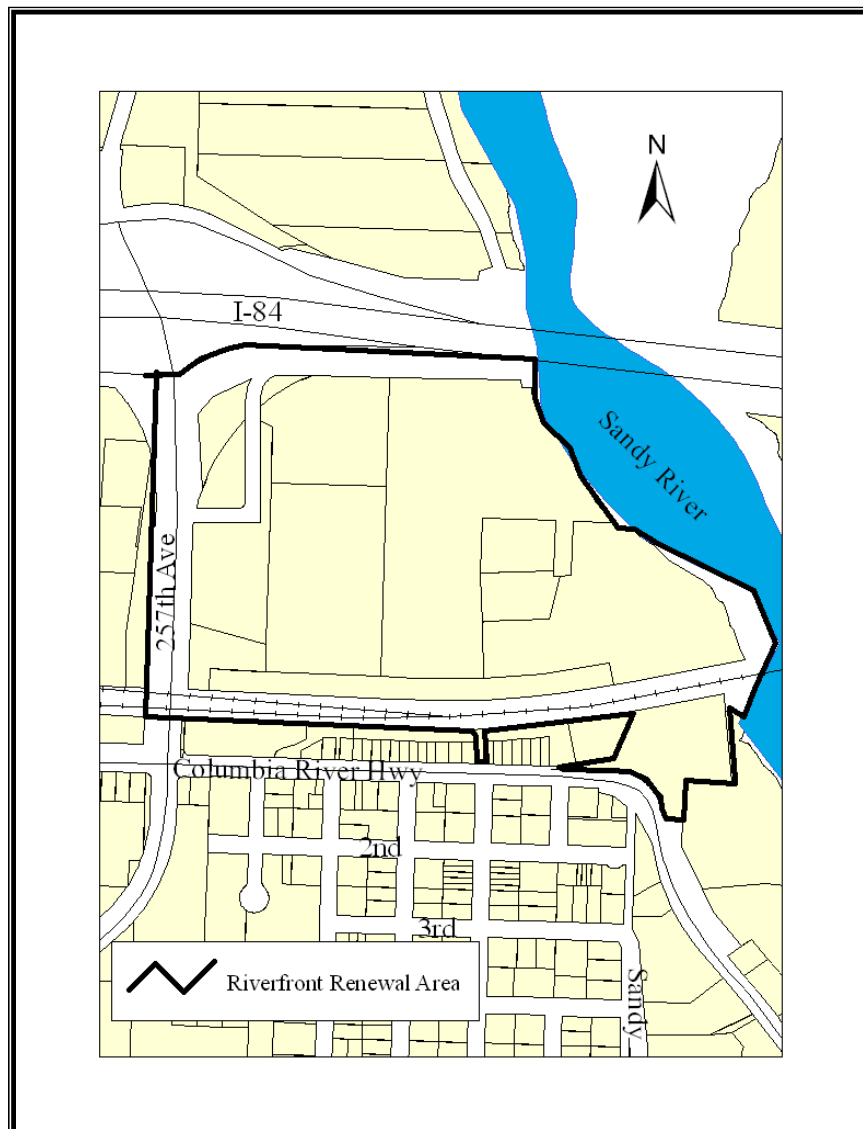 N
I-84
Sandy River
257th Ave
Columbia River Hwy
2nd
3rd
Riverfront Renewal Area
Sandy